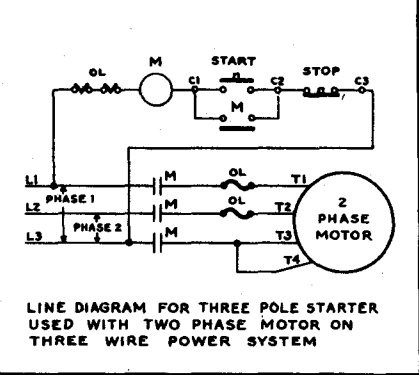 OL
M
START
STOP
C1
C2
C3
M
L1
M
OL
T1
PHASE 1
L2
M
OL
T2
PHASE 2
L3
M
T3
T4
2
PHASE
MOTOR
LINE DIAGRAM FOR THREE POLE STARTER
USED WITH TWO PHASE MOTOR ON
THREE WIRE POWER SYSTEM